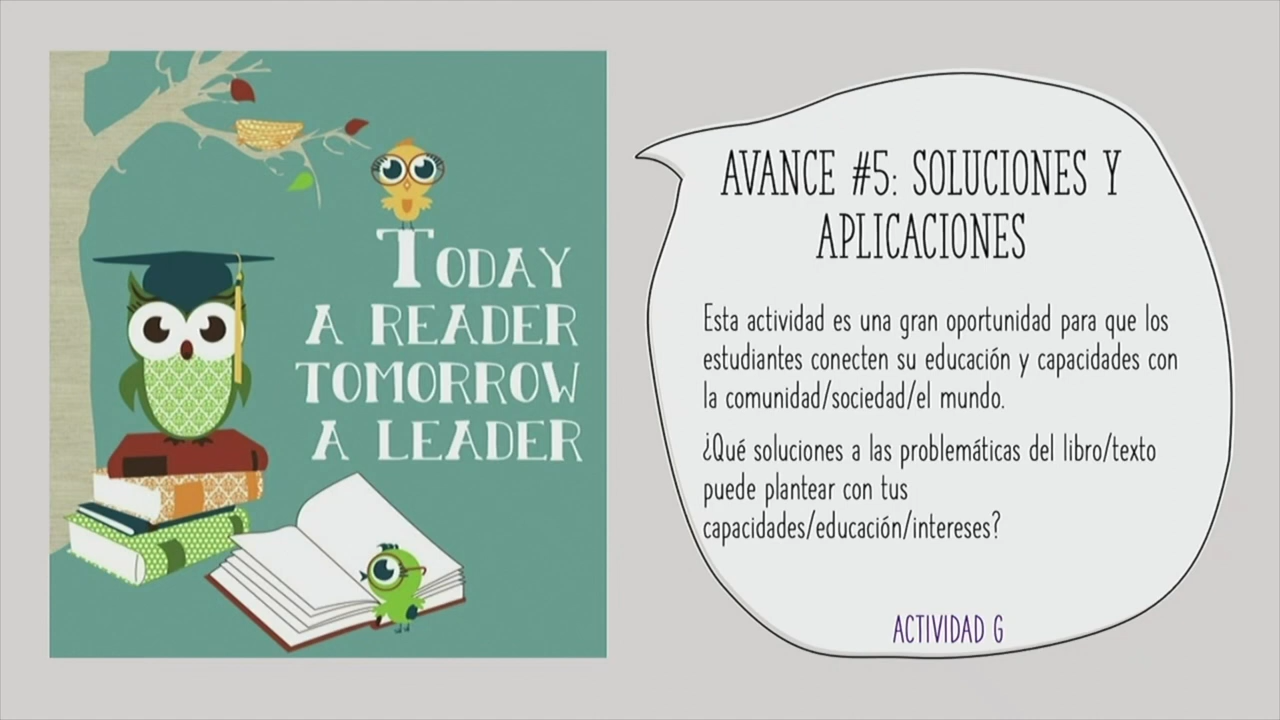 TODAY
A READER
TOMORROW
A LEADER
AVANCE #5: SOLUCIONES Y
APLICACIONES
Esta actividad es una gran oportunidad para que los
estudiantes conecten su educación y capacidades con
la comunidad/sociedad/el mundo.
¿Qué soluciones a las problemáticas del libro/texto
puede plantear con tus
capacidades/educación/intereses?
ACTIVIDAD G